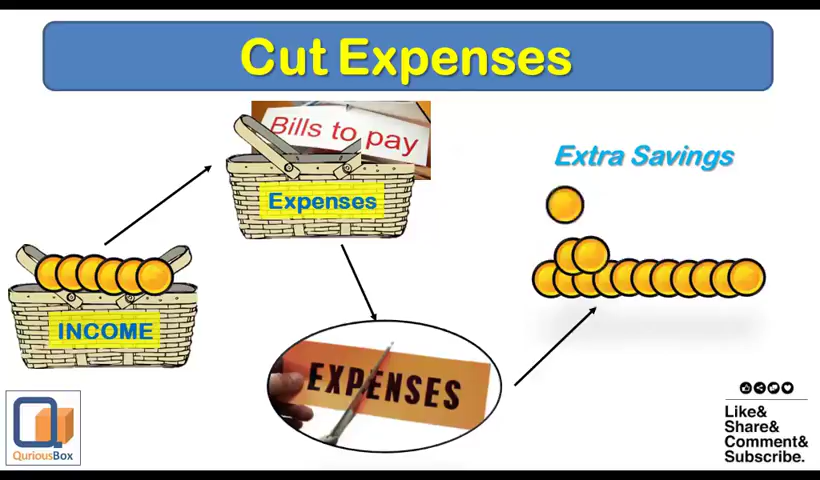 Cut Expenses
Bills to pay
Expenses
Extra Savings
INCOME
EXPENSES
QuriousBox
Like&
Share&
Comment&
Subscribe.